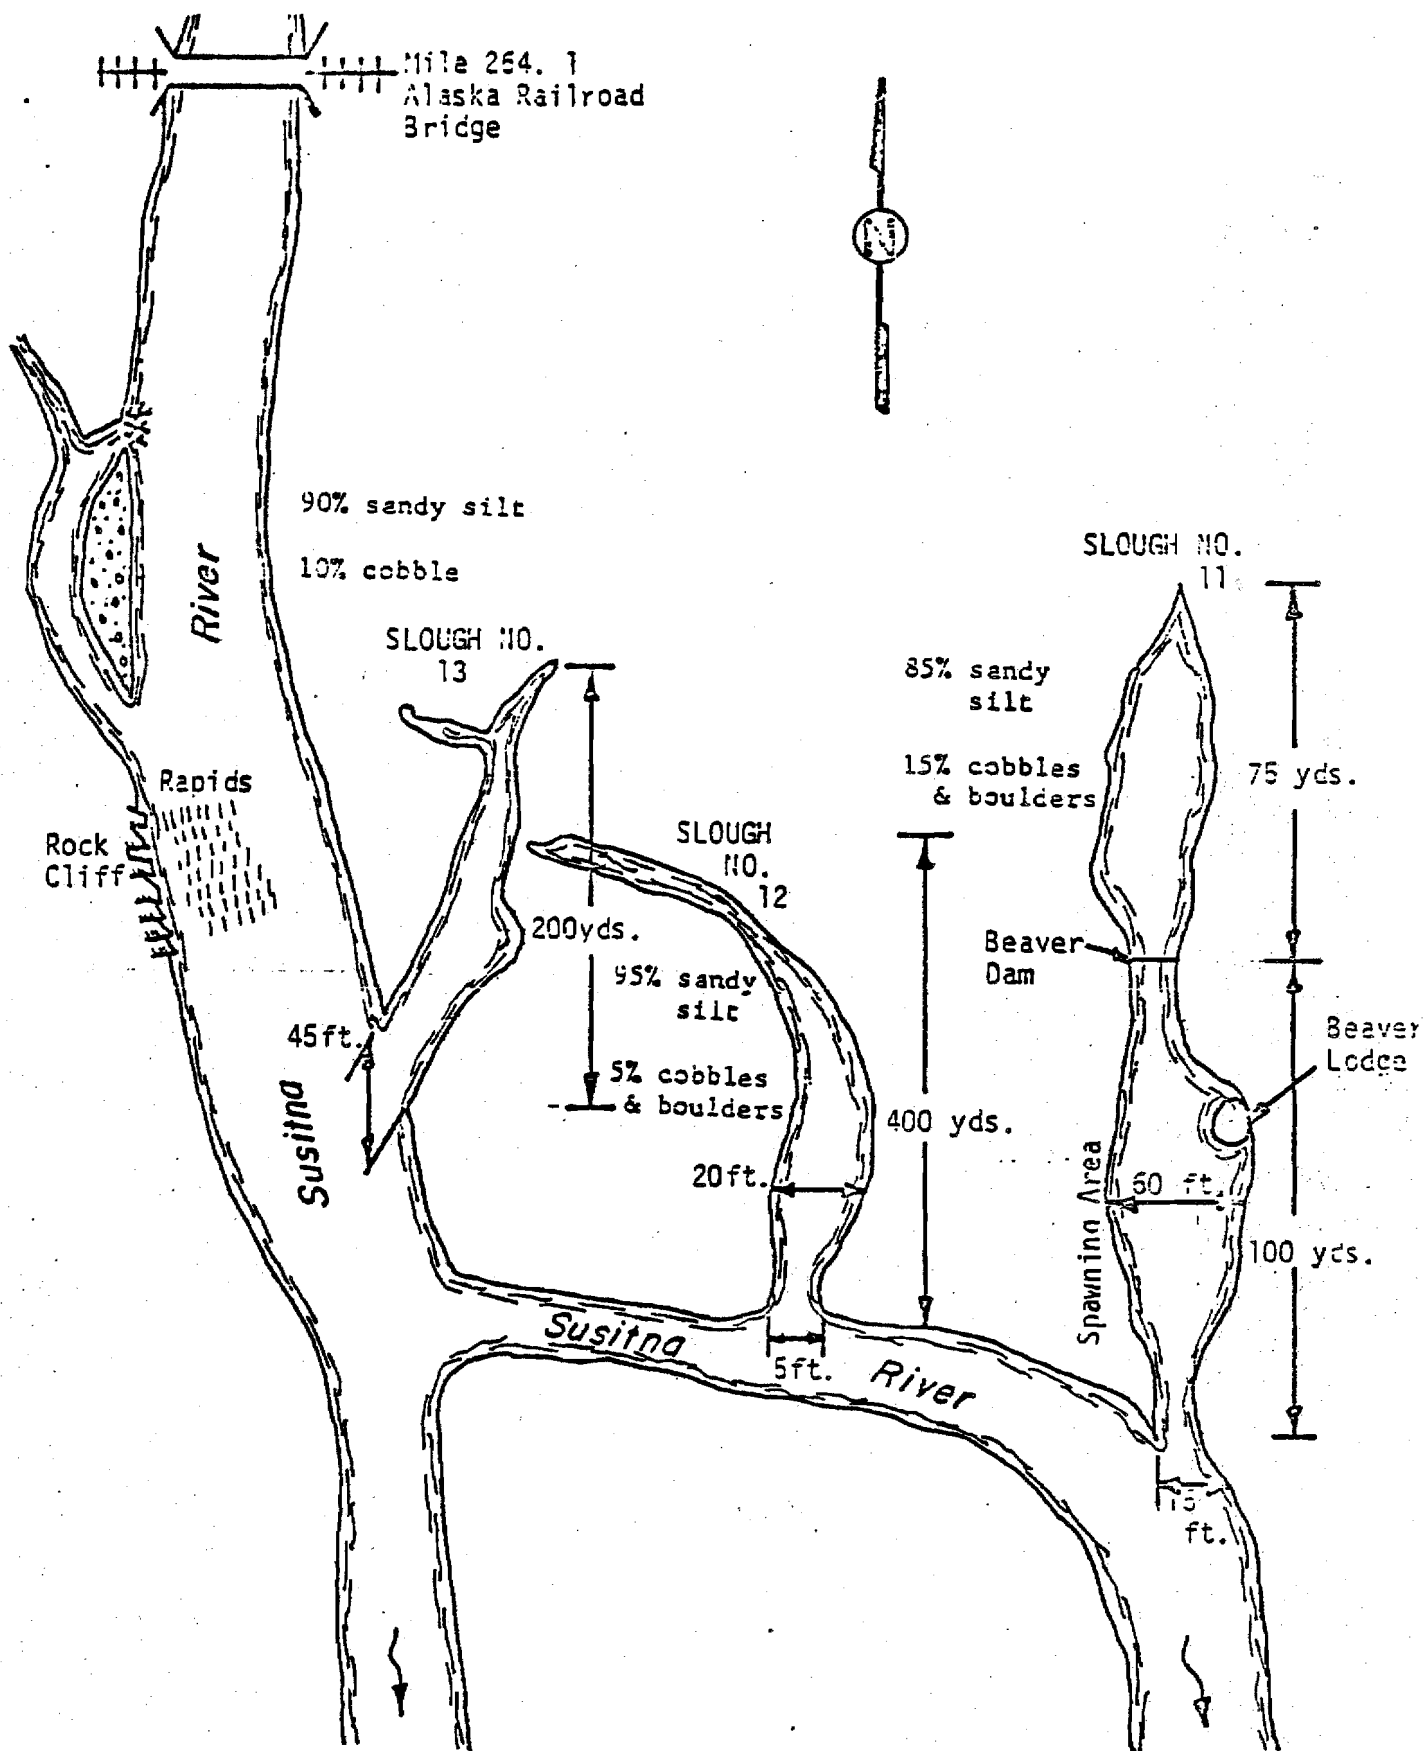 Mile 264. 1
Alaska Railroad
Bridge
N
90% sandy silt
10% cobble
River
SLOUGH NO.
13
SLOUGH NO.
11
85% sandy
silt
15% cobbles
& boulders
75 yds.
Rapids
Rock
Cliff
SLOUGH
NO.
12
200yds.
Beaver
Dam
95% sandy
silt
45ft.
Beaver
Lodge
5% cobbles
& boulders
Susitna
400 yds.
20ft.
Spawning Area
60 ft.
100 yds.
Susitna
River
5ft.
15
ft.